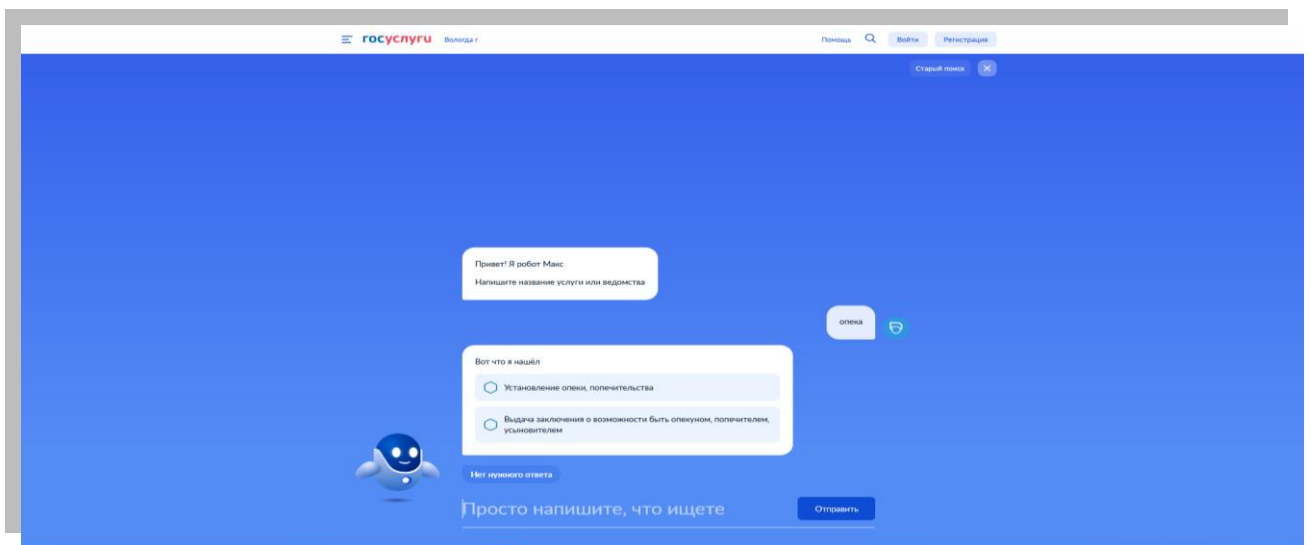 госуслуги Вологда г Помощь Войти Регистрация
Старый поиск
Привет! Я робот Макс
Напишите название услуги или ведомства
опека
Вот что я нашёл
Установление опеки, попечительства
Выдача заключения о возможности быть опекуном, попечителем,
усыновителем
Нет нужного ответа
Просто напишите, что ищете Отправить